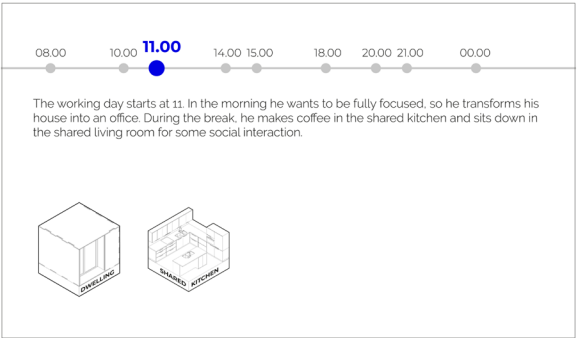 08.00 10.00 11.00 14.00 15.00 18.00 20.00 21.00 00.00
The working day starts at 11. In the morning he wants to be fully focused, so he transforms his
house into an office. During the break, he makes coffee in the shared kitchen and sits down in
the shared living room for some social interaction.
DWELLING
SHARED KITCHEN